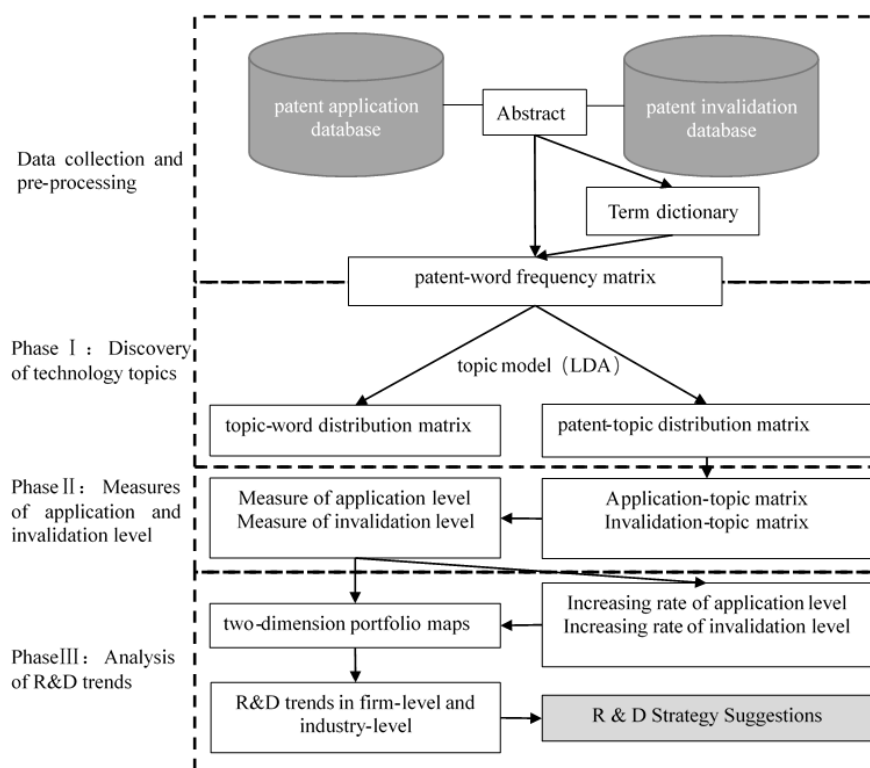 patent application
database
Abstract
patent invalidation
database
Data collection and
pre-processing
Term dictionary
patent-word frequency matrix
Phase Ⅰ： Discovery
of technology topics
topic model（LDA）
topic-word distribution matrix
patent-topic distribution matrix
PhaseⅡ： Measures
of application and
invalidation level
Measure of application level
Measure of invalidation level
Application-topic matrix
Invalidation-topic matrix
Increasing rate of application level
Increasing rate of invalidation level
two-dimension portfolio maps
PhaseⅢ： Analysis
of R&D trends
R&D trends in firm-level and
industry-level
R & D Strategy Suggestions